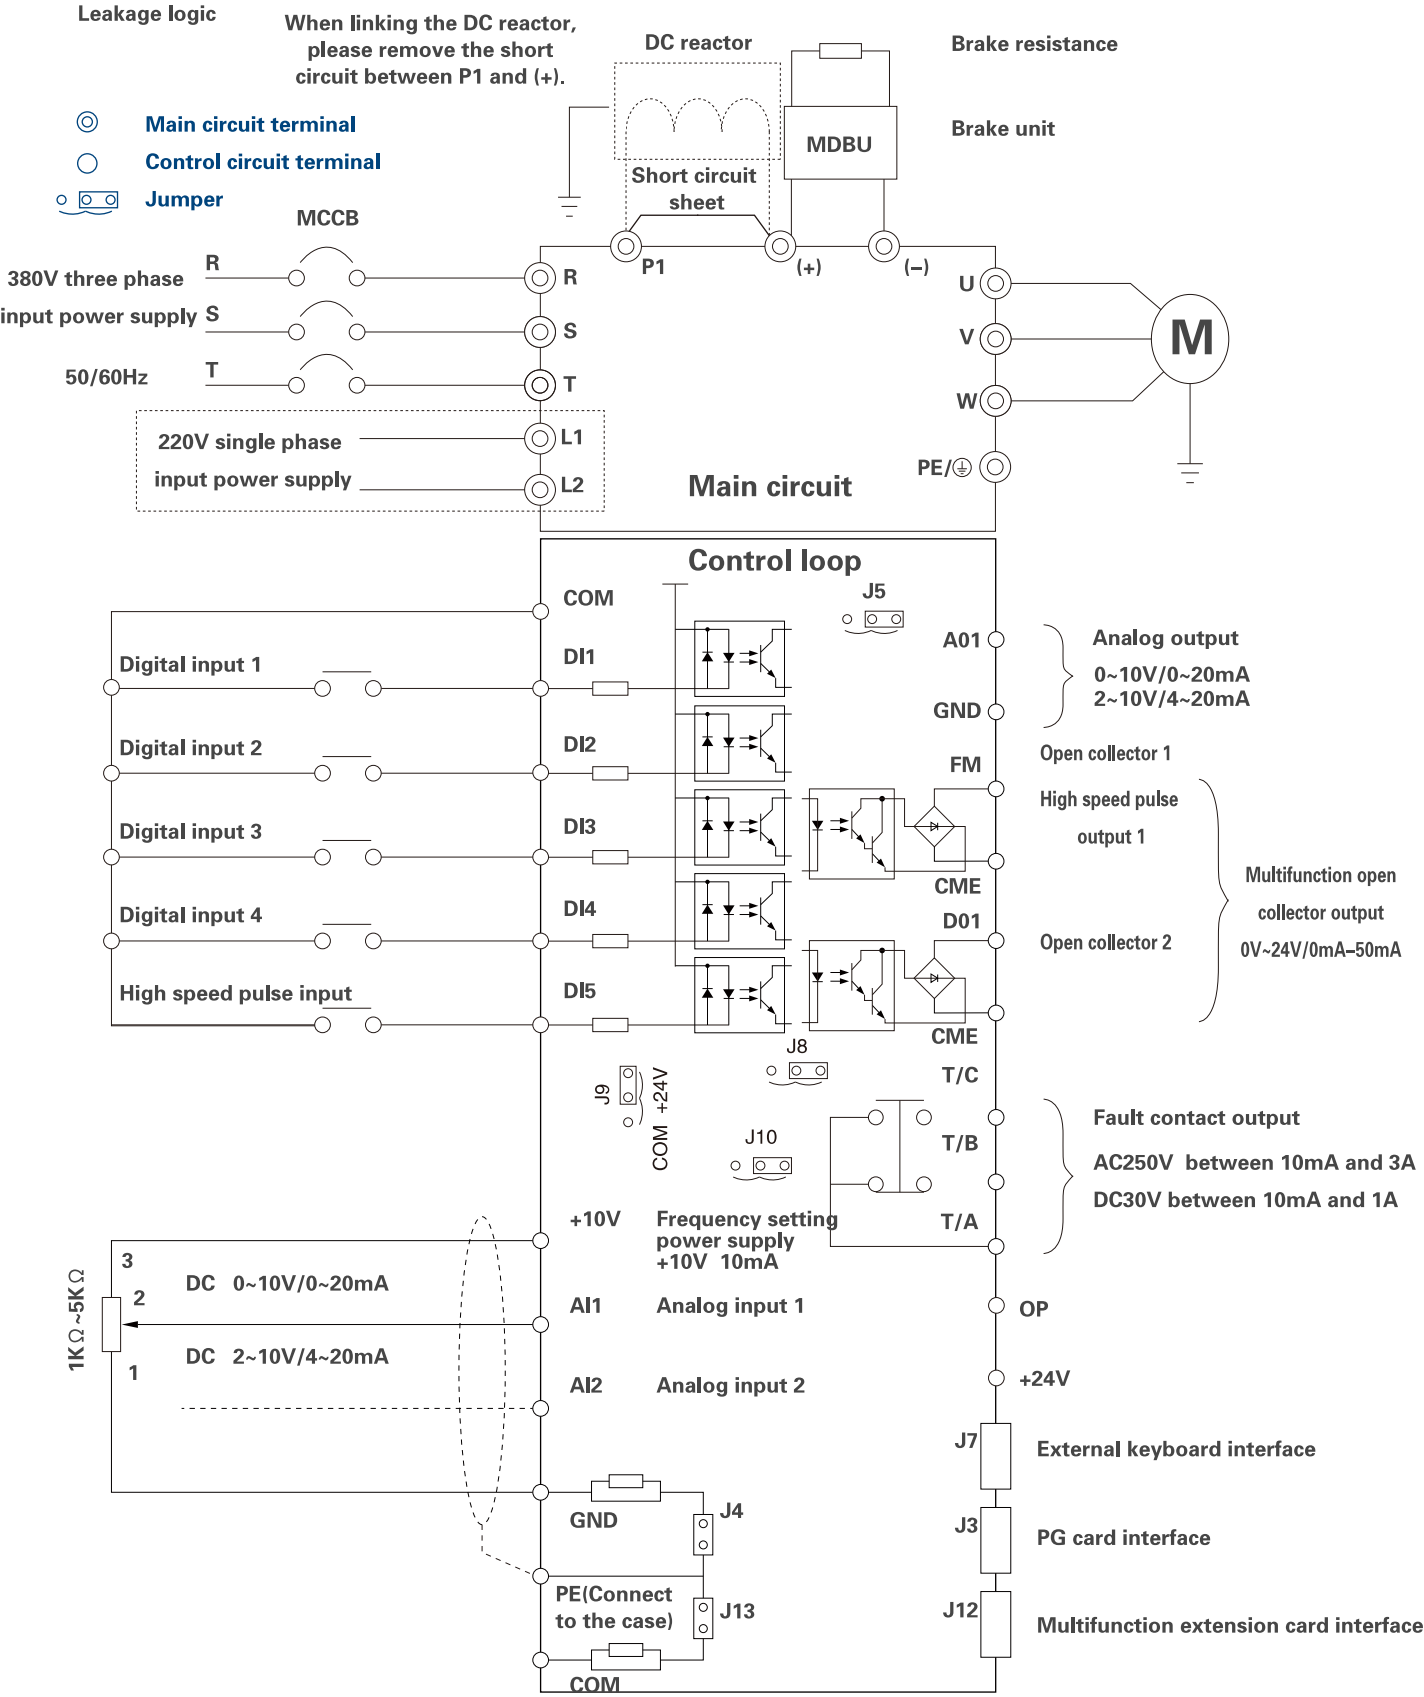 Leakage logic
When linking the DC reactor,
please remove the short
circuit between P1 and (+).
DC reactor
Brake resistance
Main circuit terminal
Control circuit terminal
Jumper
MDBU
Brake unit
Short circuit
sheet
MCCB
P1
(+)
(−)
380V three phase
input power supply
50/60Hz
R
S
T
R
S
T
220V single phase
input power supply
L1
L2
U
V
W
PE/
M
Main circuit
Control loop
COM
J5
Digital input 1
DI1
Digital input 2
DI2
Digital input 3
DI3
Digital input 4
DI4
High speed pulse input
DI5
A01
GND
FM
CME
D01
CME
Analog output
0~10V/0~20mA
2~10V/4~20mA
Open collector 1
High speed pulse
output 1
Open collector 2
Multifunction open
collector output
0V~24V/0mA–50mA
J9
COM +24V
J8
J10
T/C
T/B
T/A
Fault contact output
AC250V between 10mA and 3A
DC30V between 10mA and 1A
+10V
Frequency setting
power supply
+10V 10mA
1KΩ~5KΩ
3
2
1
DC 0~10V/0~20mA
DC 2~10V/4~20mA
AI1
Analog input 1
AI2
Analog input 2
OP
+24V
J7
External keyboard interface
J3
PG card interface
J12
Multifunction extension card interface
GND
J4
PE(Connect
to the case)
J13
COM